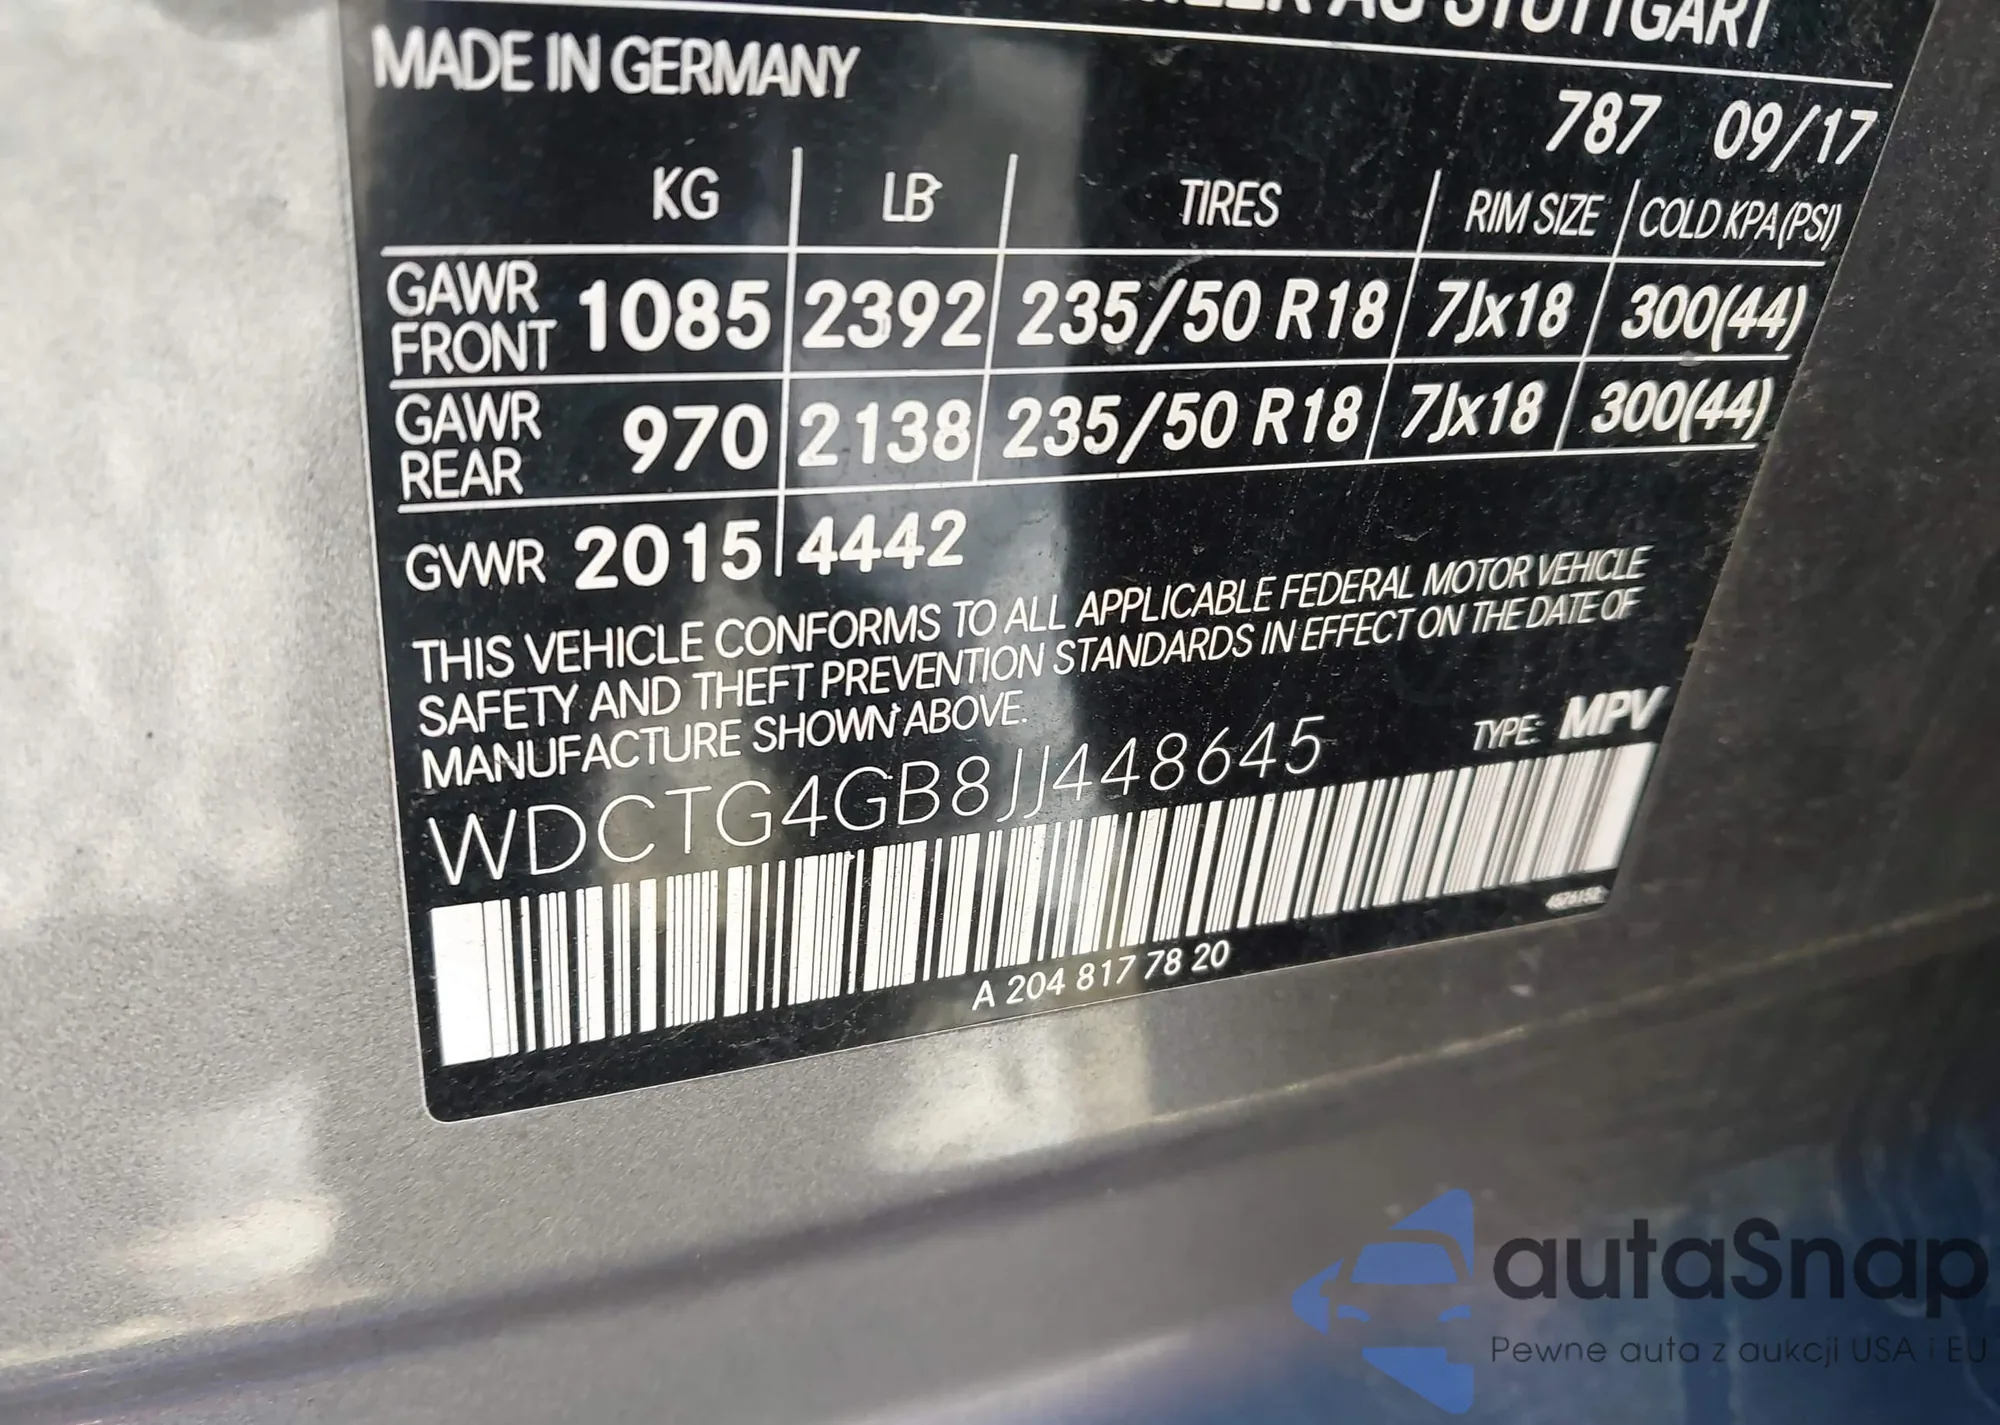 AG STUTTGART
MADE IN GERMANY
787 09/17
KG LB TIRES RIM SIZE COLD KPA(PSI)
GAWR FRONT 1085 2392 235/50 R18 7Jx18 300(44)
GAWR REAR 970 2138 235/50 R18 7Jx18 300(44)
GVWR 2015 4442
THIS VEHICLE CONFORMS TO ALL APPLICABLE FEDERAL MOTOR VEHICLE
SAFETY AND THEFT PREVENTION STANDARDS IN EFFECT ON THE DATE OF
MANUFACTURE SHOWN ABOVE.
TYPE: MPV
WDCTG4GB8JJ448645
A 204 817 78 20
autaSnap
Pewne auta z aukcji USA i EU